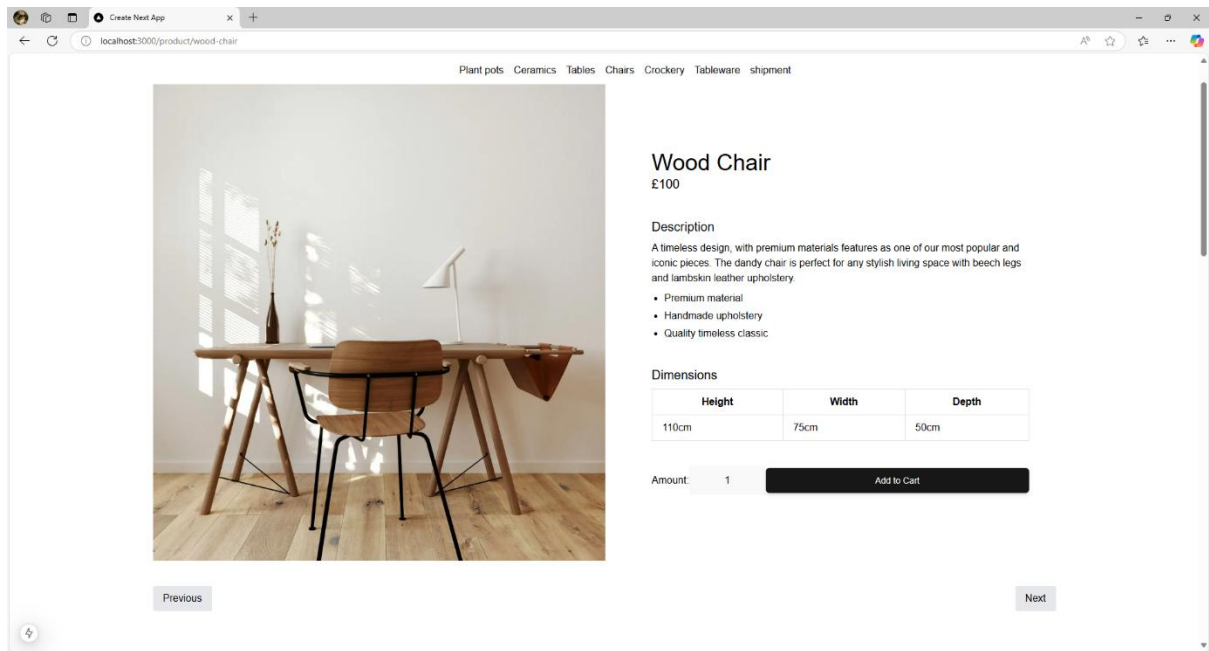 Create Next App
localhost:3000/product/wood-chair
Plant pots Ceramics Tables Chairs Crockery Tableware shipment
Wood Chair
£100
Description
A timeless design, with premium materials features as one of our most popular and
iconic pieces. The dandy chair is perfect for any stylish living space with beech legs
and lambskin leather upholstery.
• Premium material
• Handmade upholstery
• Quality timeless classic
Dimensions
Height Width Depth
110cm 75cm 50cm
Amount: 1 Add to Cart
Previous Next